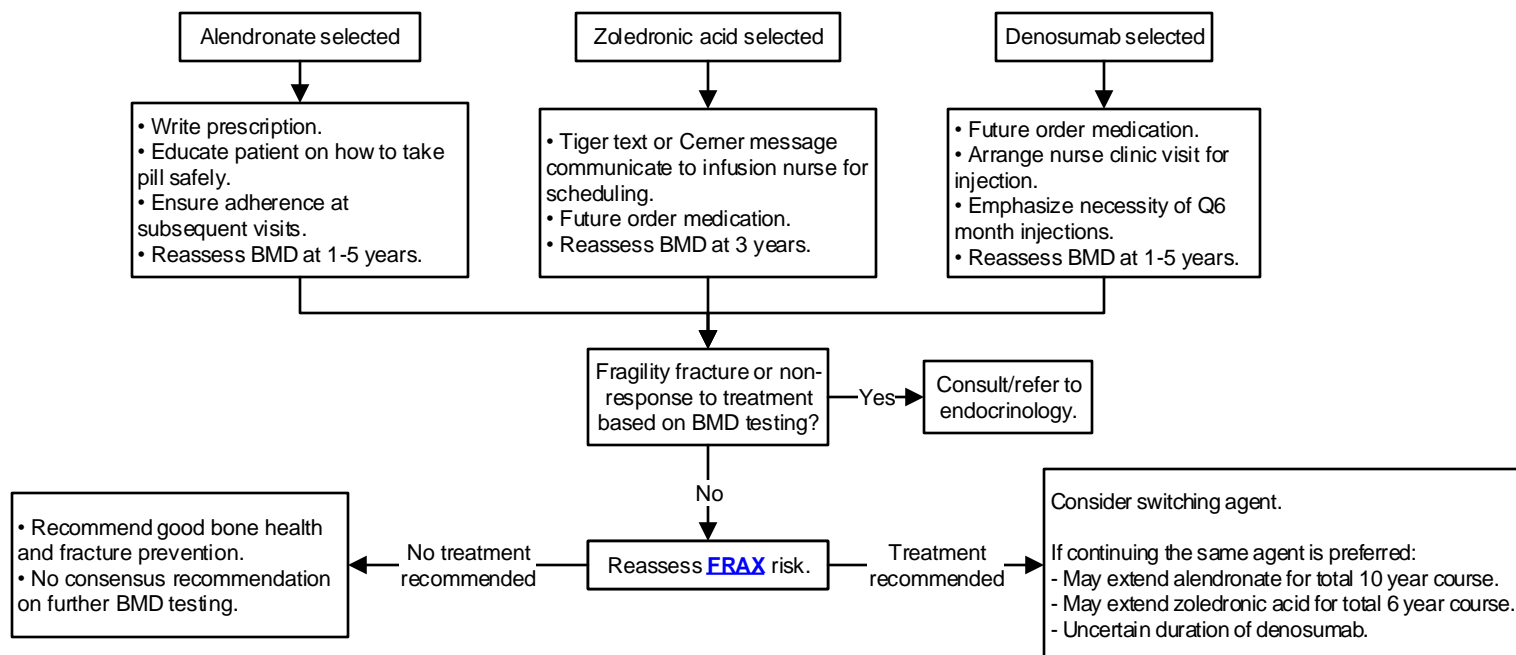 Alendronate selected
Zoledronic acid selected
Denosumab selected
• Write prescription.
• Educate patient on how to take
pill safely.
• Ensure adherence at
subsequent visits.
• Reassess BMD at 1-5 years.
• Tiger text or Cerner message
communicate to infusion nurse for
scheduling.
• Future order medication.
• Reassess BMD at 3 years.
• Future order medication.
• Arrange nurse clinic visit for
injection.
• Emphasize necessity of Q6
month injections.
• Reassess BMD at 1-5 years.
Fragility fracture or non-
response to treatment
based on BMD testing?
Yes
Consult/refer to
endocrinology.
No
• Recommend good bone health
and fracture prevention.
• No consensus recommendation
on further BMD testing.
No treatment
recommended
Reassess FRAX risk.
Treatment
recommended
Consider switching agent.
If continuing the same agent is preferred:
- May extend alendronate for total 10 year course.
- May extend zoledronic acid for total 6 year course.
- Uncertain duration of denosumab.